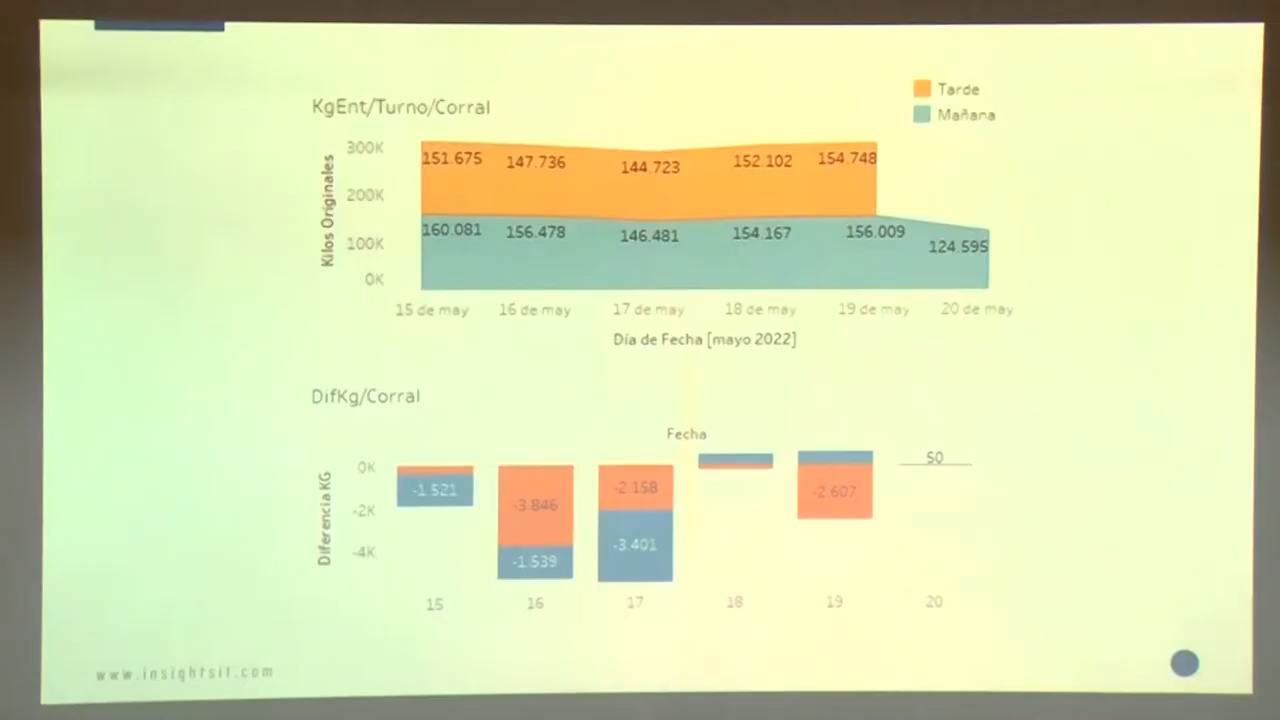 Tarde
KgEnt/Turno/Corral
Mañana
Kilos Originales
300K
200K
100K
0K
151.675 147.736 144.723 152.102 154.748
160.081 156.478 146.481 154.167 156.009 124.595
15 de may 16 de may 17 de may 18 de may 19 de may 20 de may
Día de Fecha [mayo 2022]
DifKg/Corral
Fecha
Diferencia KG
0K
-2K
-4K
-1.521 -3.846 -2.158 -2.607 50
-1.539 -3.401
15 16 17 18 19 20
www.insightsit.com